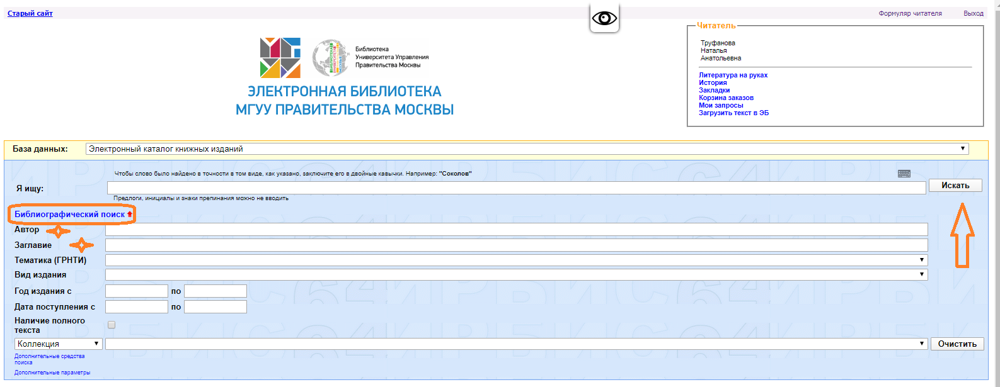 Старый сайт
Формуляр читателя Выход
Читатель
Труфанова
Наталья
Анатольевна
Библиотека
Университета Управления
Правительства Москвы
ЭЛЕКТРОННАЯ БИБЛИОТЕКА
МГУУ ПРАВИТЕЛЬСТВА МОСКВЫ
Литература на руках
История
Закладки
Корзина заказов
Мои запросы
Загрузить текст в ЭБ
База данных: Электронный каталог книжных изданий
Чтобы слово было найдено в точности в том виде, как указано, заключите его в двойные кавычки. Например: "Соколов"
Я ищу: Искать
Предлоги, инициалы и знаки препинания можно не вводить
Библиографический поиск
Автор
Заглавие
Тематика (ГРНТИ)
Вид издания
Год издания с по
Дата поступления с по
Наличие полного
текста
Коллекция Очистить
Дополнительные средства
поиска
Дополнительные параметры